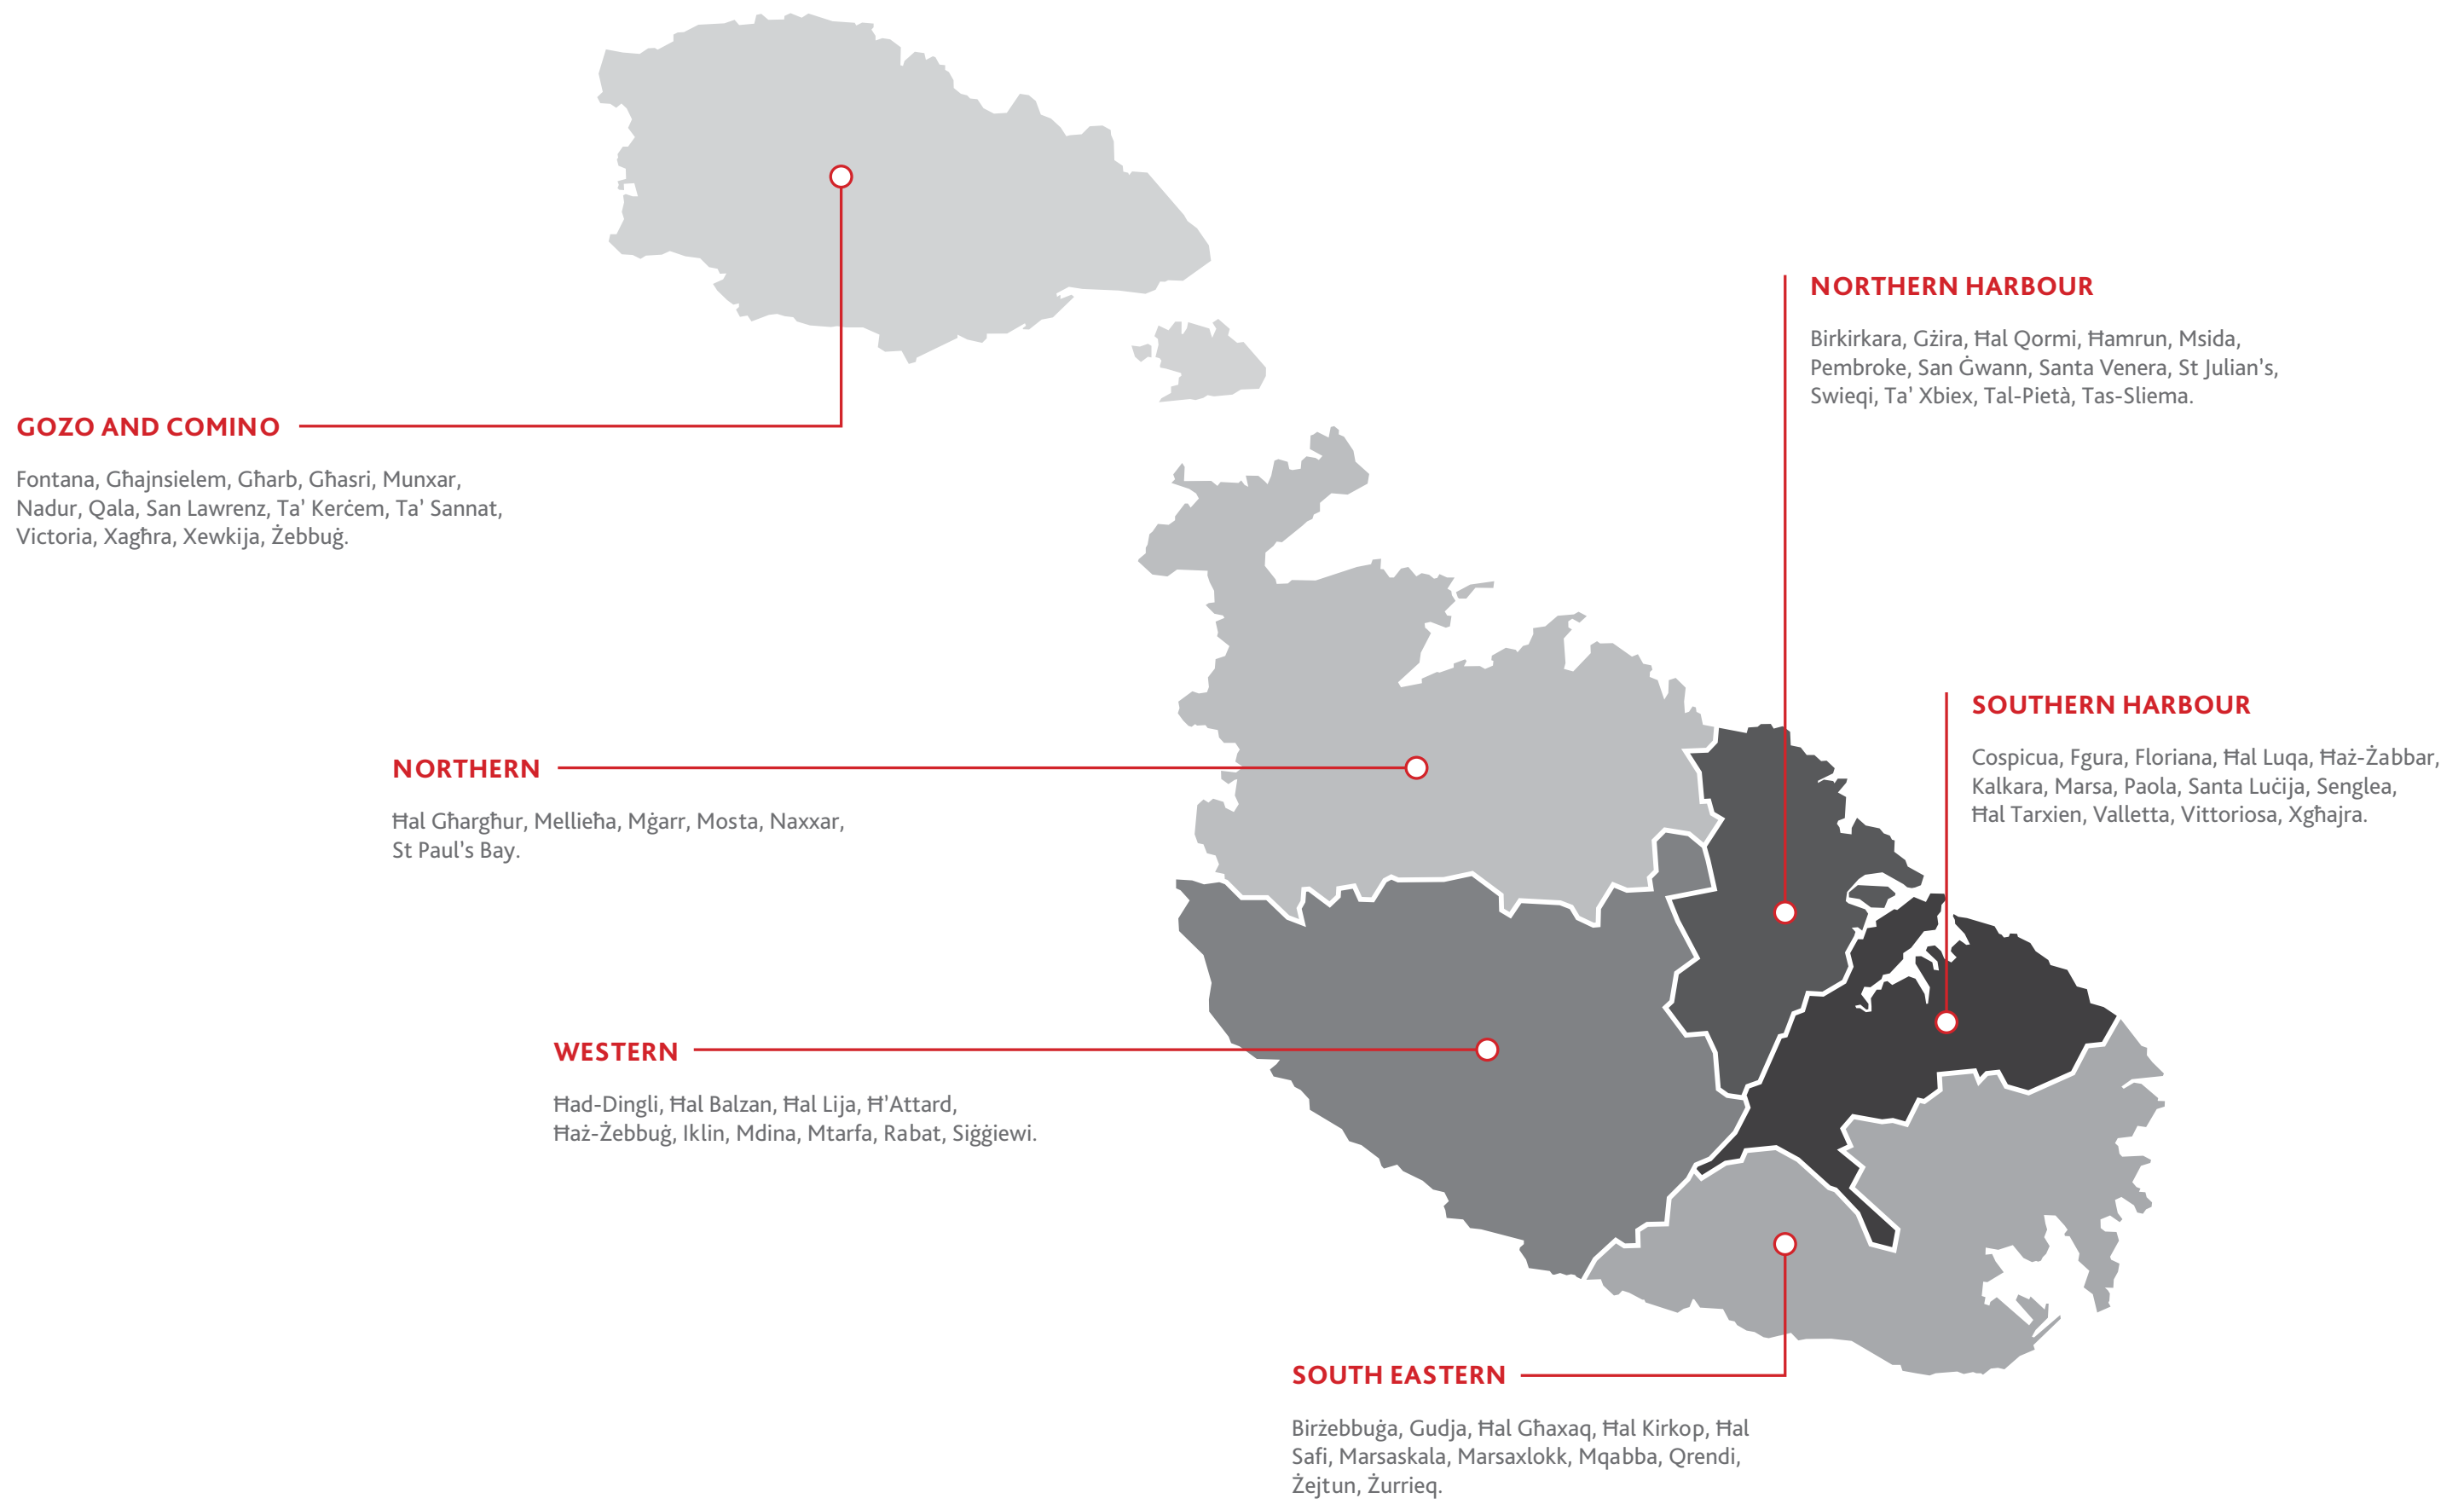 NORTHERN HARBOUR
Birkirkara, Gżira, Ħal Qormi, Ħamrun, Msida,
Pembroke, San Ġwann, Santa Venera, St Julian's,
Swieqi, Ta' Xbiex, Tal-Pietà, Tas-Sliema.
GOZO AND COMINO
Fontana, Għajnsielem, Għarb, Għasri, Munxar,
Nadur, Qala, San Lawrenz, Ta' Kerċem, Ta' Sannat,
Victoria, Xagħra, Xewkija, Żebbuġ.
SOUTHERN HARBOUR
Cospicua, Fgura, Floriana, Ħal Luqa, Ħaż-Żabbar,
Kalkara, Marsa, Paola, Santa Luċija, Senglea,
Ħal Tarxien, Valletta, Vittoriosa, Xgħajra.
NORTHERN
Ħal Għargħur, Mellieħa, Mġarr, Mosta, Naxxar,
St Paul's Bay.
WESTERN
Ħad-Dingli, Ħal Balzan, Ħal Lija, Ħ'Attard,
Ħaż-Żebbuġ, Iklin, Mdina, Mtarfa, Rabat, Siġġiewi.
SOUTH EASTERN
Birżebbuġa, Gudja, Ħal Għaxaq, Ħal Kirkop, Ħal
Safi, Marsaskala, Marsaxlokk, Mqabba, Qrendi,
Żejtun, Żurrieq.